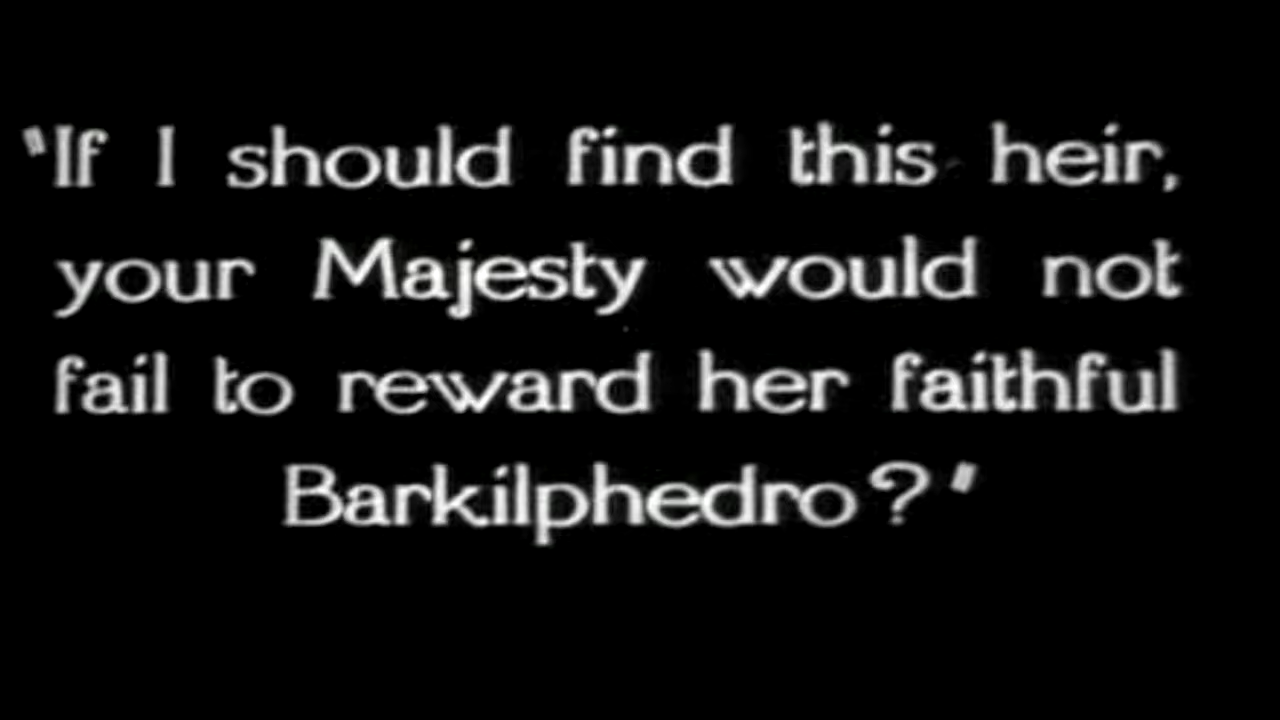 "If I should find this heir,
your Majesty would not
fail to reward her faithful
Barkilphedro?"